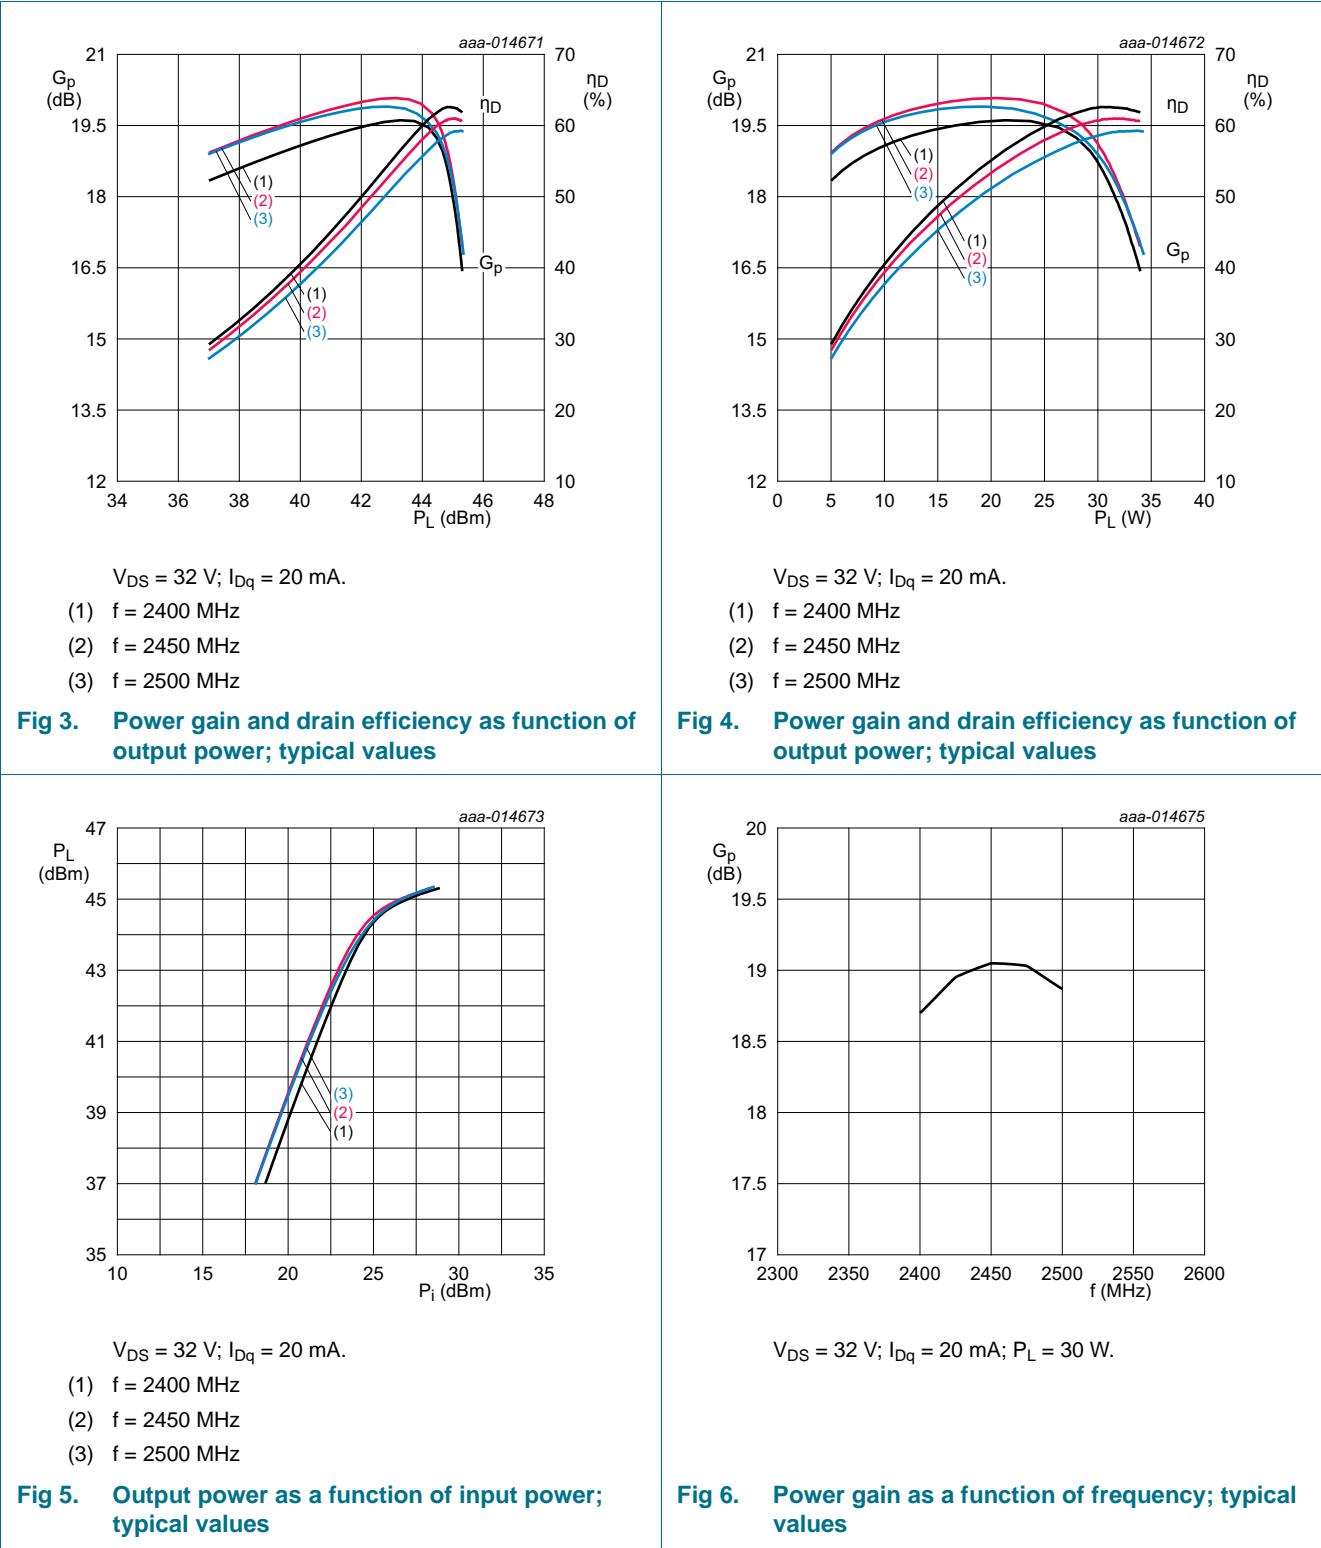 aaa-014671
21 70
Gp ηD
(dB) (%)
ηD
19.5 60
18 50
(1)
(2)
(3)
16.5 40
Gp
(1)
(2)
(3)
15 30
13.5 20
12 10
34 36 38 40 42 44 46 48
PL (dBm)
VDS = 32 V; IDq = 20 mA.
(1) f = 2400 MHz
(2) f = 2450 MHz
(3) f = 2500 MHz
Fig 3. Power gain and drain efficiency as function of
output power; typical values
aaa-014672
21 70
Gp ηD
(dB) (%)
ηD
19.5 60
(1)
(2)
(3)
18 50
(1)
(2)
(3)
Gp
16.5 40
15 30
13.5 20
12 10
0 5 10 15 20 25 30 35 40
PL (W)
VDS = 32 V; IDq = 20 mA.
(1) f = 2400 MHz
(2) f = 2450 MHz
(3) f = 2500 MHz
Fig 4. Power gain and drain efficiency as function of
output power; typical values
aaa-014673
47
PL
(dBm)
45
43
41
(3)
(2)
(1)
39
37
35
10 15 20 25 30 35
Pi (dBm)
VDS = 32 V; IDq = 20 mA.
(1) f = 2400 MHz
(2) f = 2450 MHz
(3) f = 2500 MHz
Fig 5. Output power as a function of input power;
typical values
aaa-014675
20
Gp
(dB)
19.5
19
18.5
18
17.5
17
2300 2350 2400 2450 2500 2550 2600
f (MHz)
VDS = 32 V; IDq = 20 mA; PL = 30 W.
Fig 6. Power gain as a function of frequency; typical
values